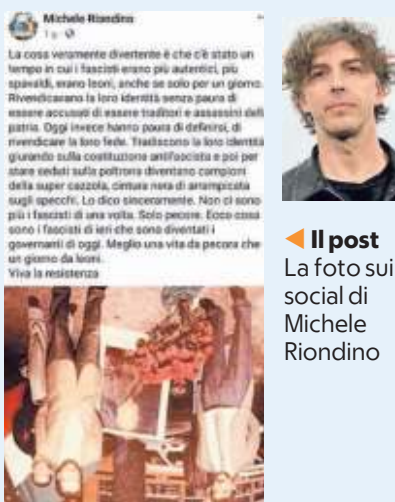 Michele Riondino
1 g
La cosa veramente divertente è che c'è stato un
tempo in cui i fascisti erano più autentici, più
spavaldi, erano leoni, anche se solo per un giorno.
Rivendicavano la loro identità senza paura di
essere accusati di essere traditori e assassini della
patria. Oggi invece hanno paura di definirsi, di
rivendicare la loro fede. Tradiscono la loro identità
giurando sulla costituzione antifascista e poi per
stare seduti sulla poltrona diventano campioni
della super cazzola, cintura nera di arrampicata
sugli specchi. Lo dico sinceramente. Non ci sono
più i fascisti di una volta. Solo pecore. Ecco cosa
sono i fascisti di ieri che sono diventati i
governanti di oggi. Meglio una vita da pecora che
un giorno da leoni.
Viva la resistenza
Il post
La foto sui
social di
Michele
Riondino